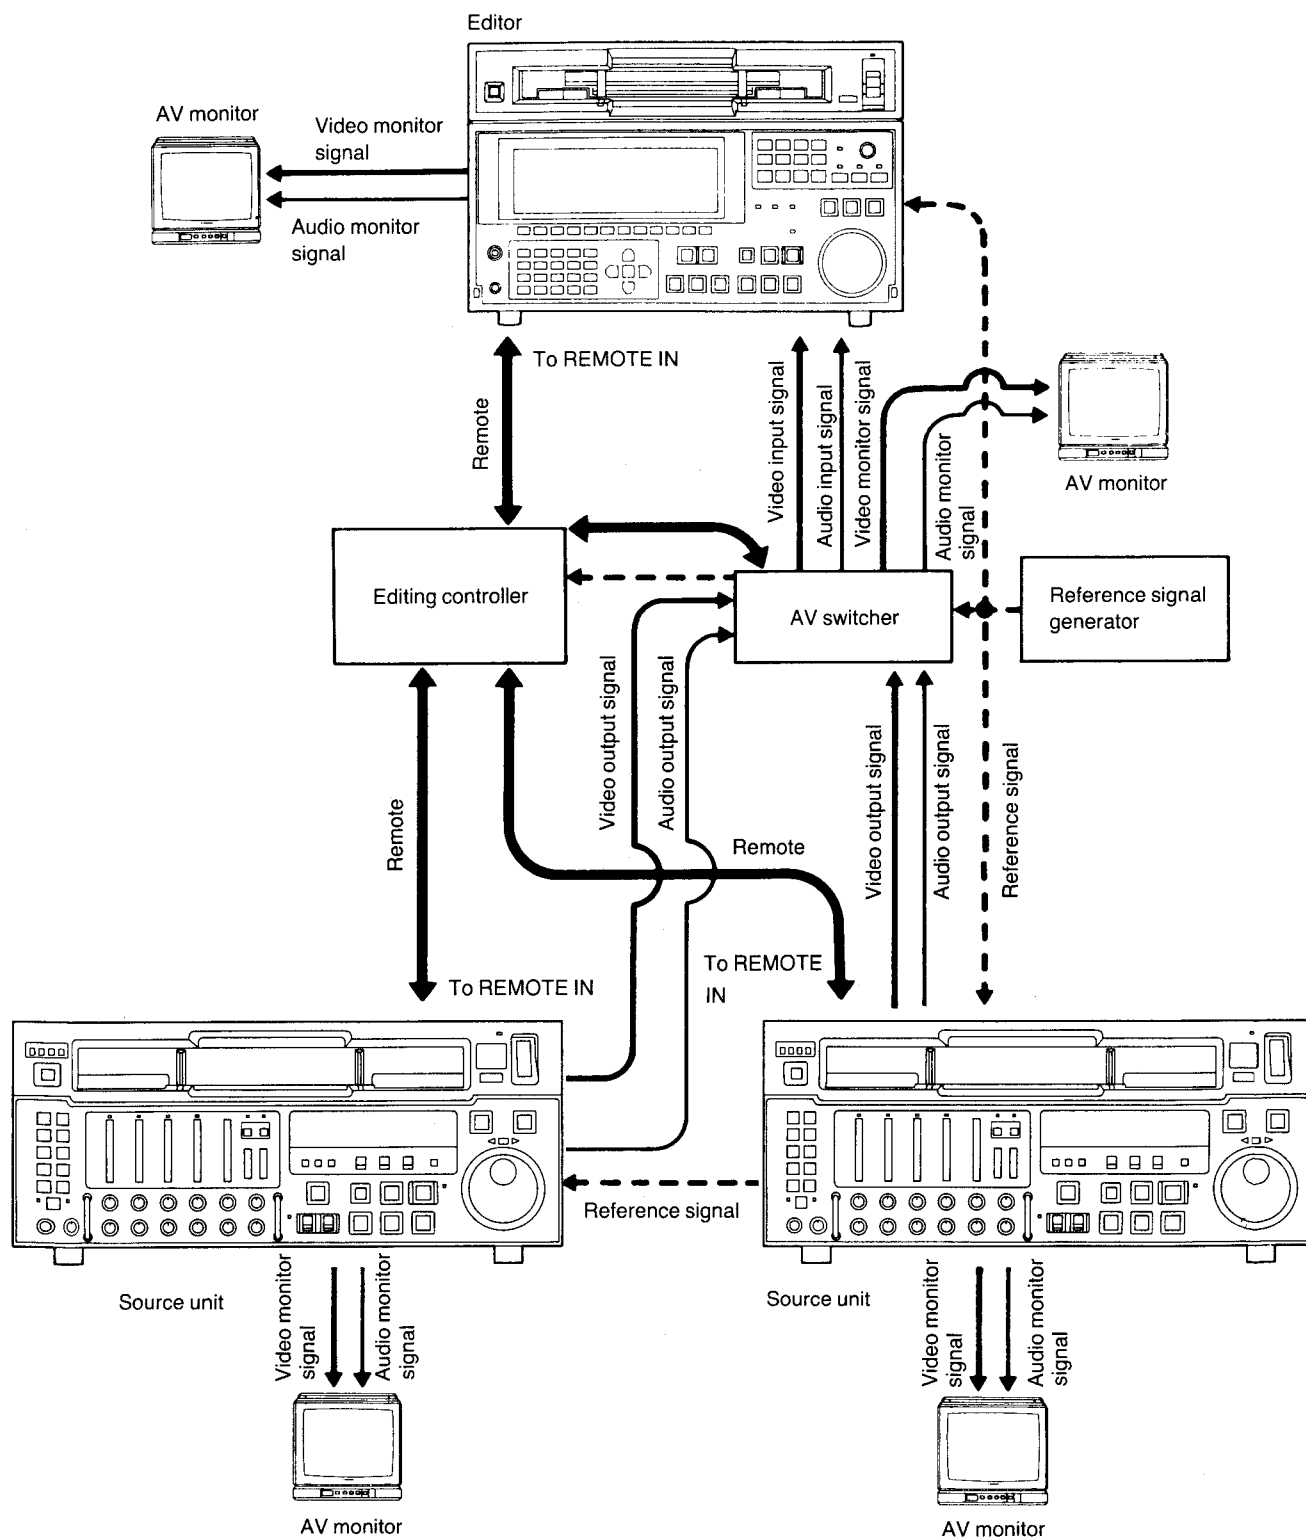 Editor
AV monitor
Video monitor
signal
Audio monitor
signal
To REMOTE IN
Remote
Video input signal
Audio input signal
Video monitor signal
Audio monitor
signal
AV monitor
Editing controller
AV switcher
Reference signal
generator
Remote
Video output signal
Audio output signal
Remote
Video output signal
Audio output signal
Reference signal
To REMOTE IN
To REMOTE
IN
Reference signal
Source unit
Video monitor
signal
Audio monitor
signal
AV monitor
Source unit
Video monitor
signal
Audio monitor
signal
AV monitor